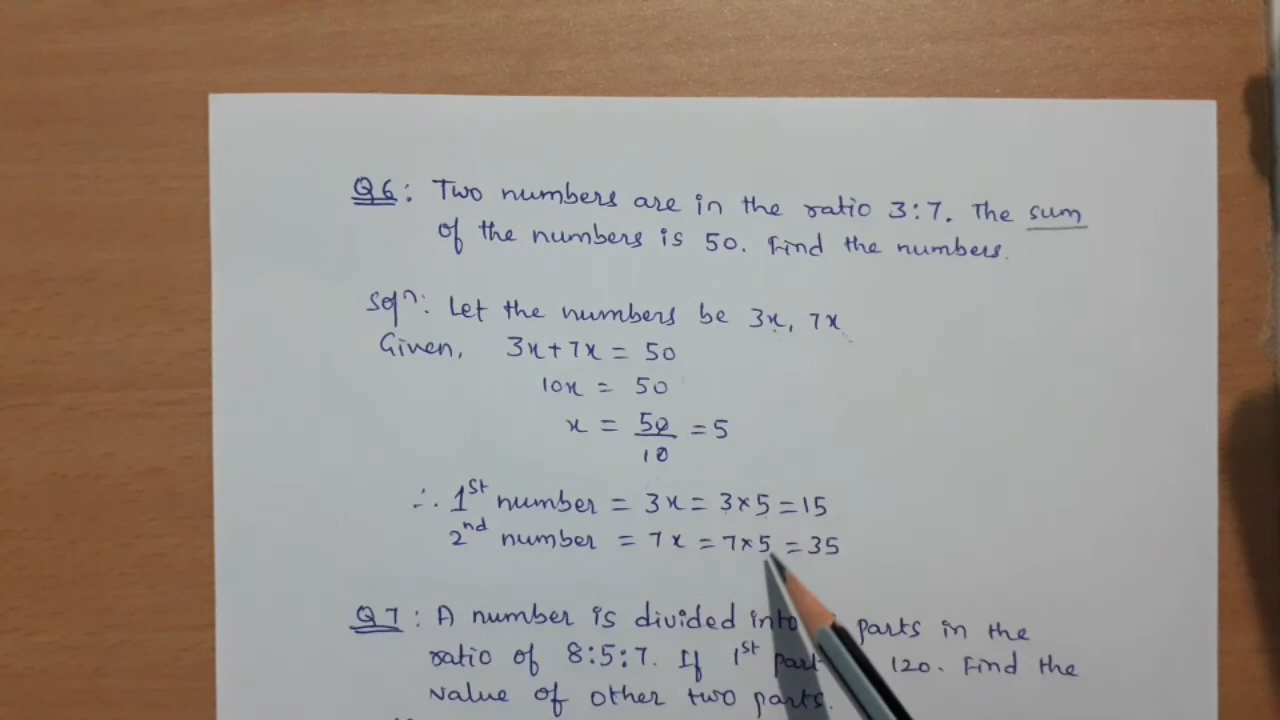 Q6: Two numbers are in the ratio 3:7. The sum
of the numbers is 50. Find the numbers.
Solⁿ: Let the numbers be 3x, 7x
Given, 3x+7x = 50
10x = 50
x = 50/10 = 5
∴ 1st number = 3x = 3×5 = 15
2nd number = 7x = 7×5 = 35
Q7: A number is divided into parts in the
ratio of 8:5:7. If 1st part 120. Find the
value of other two parts.